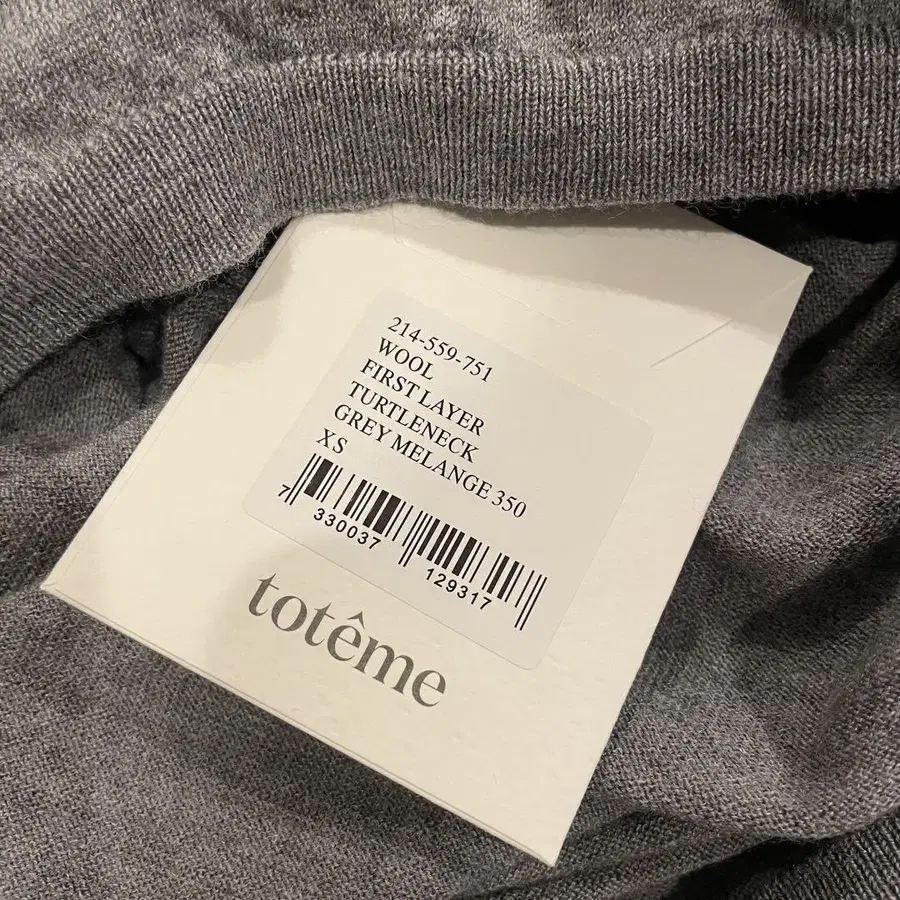 214-559-751
WOOL
FIRST LAYER
TURTLENECK
GREY MELANGE 350
XS
7 330037 129317
totême